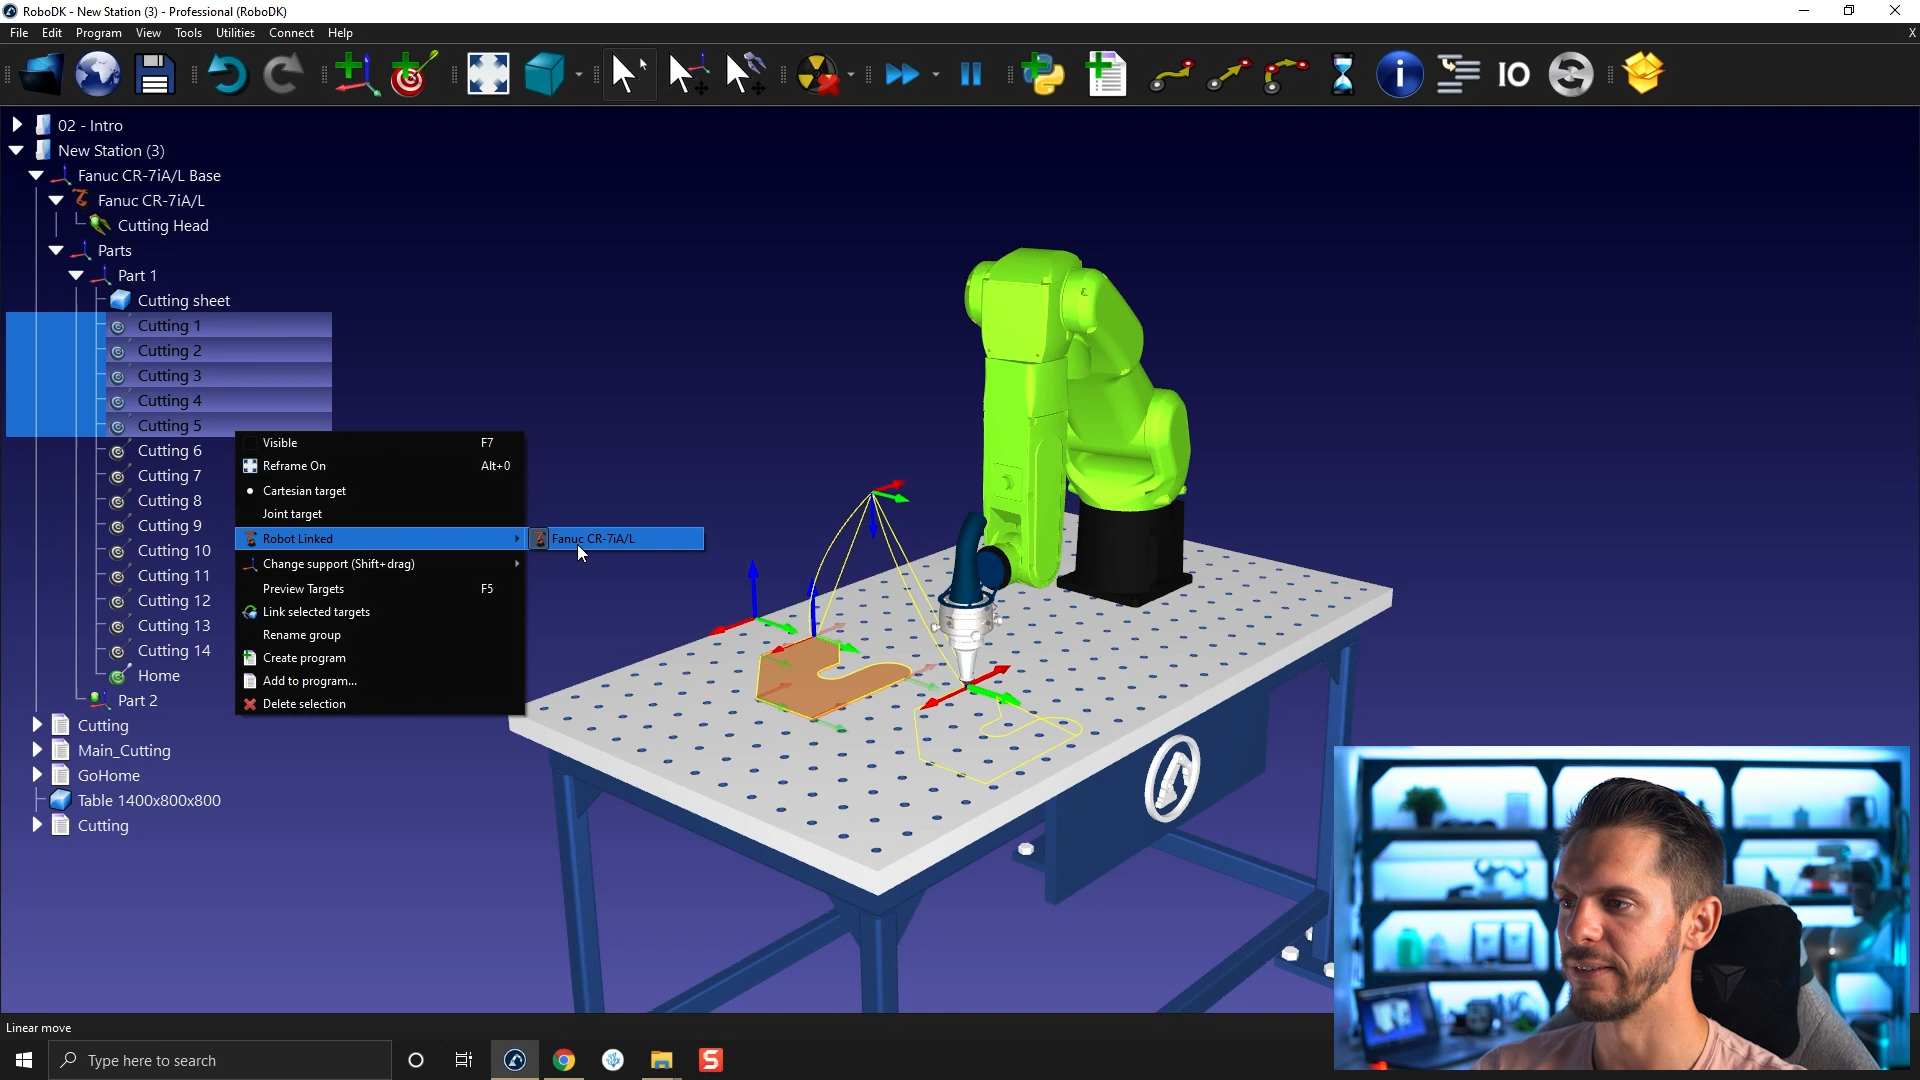 RoboDK - New Station (3) - Professional (RoboDK)
File Edit Program View Tools Utilities Connect Help X
IO
02 - Intro
New Station (3)
Fanuc CR-7iA/L Base
Fanuc CR-7iA/L
Cutting Head
Parts
Part 1
Cutting sheet
Cutting 1
Cutting 2
Cutting 3
Cutting 4
Cutting 5
Cutting 6
Cutting 7
Cutting 8
Cutting 9
Cutting 10
Cutting 11
Cutting 12
Cutting 13
Cutting 14
Home
Part 2
Cutting
Main_Cutting
GoHome
Table 1400x800x800
Cutting
Visible F7
Reframe On Alt+0
Cartesian target
Joint target
Robot Linked
Fanuc CR-7iA/L
Change support (Shift+drag)
Preview Targets F5
Link selected targets
Rename group
Create program
Add to program...
Delete selection
Linear move
Type here to search
S